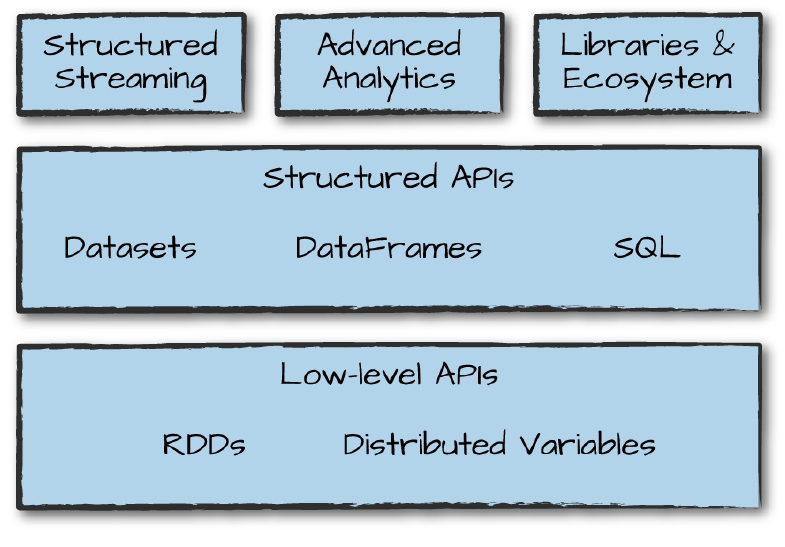 Structured
Streaming
Advanced
Analytics
Libraries &
Ecosystem
Structured APIs
Datasets DataFrames SQL
Low-level APIs
RDDs Distributed Variables